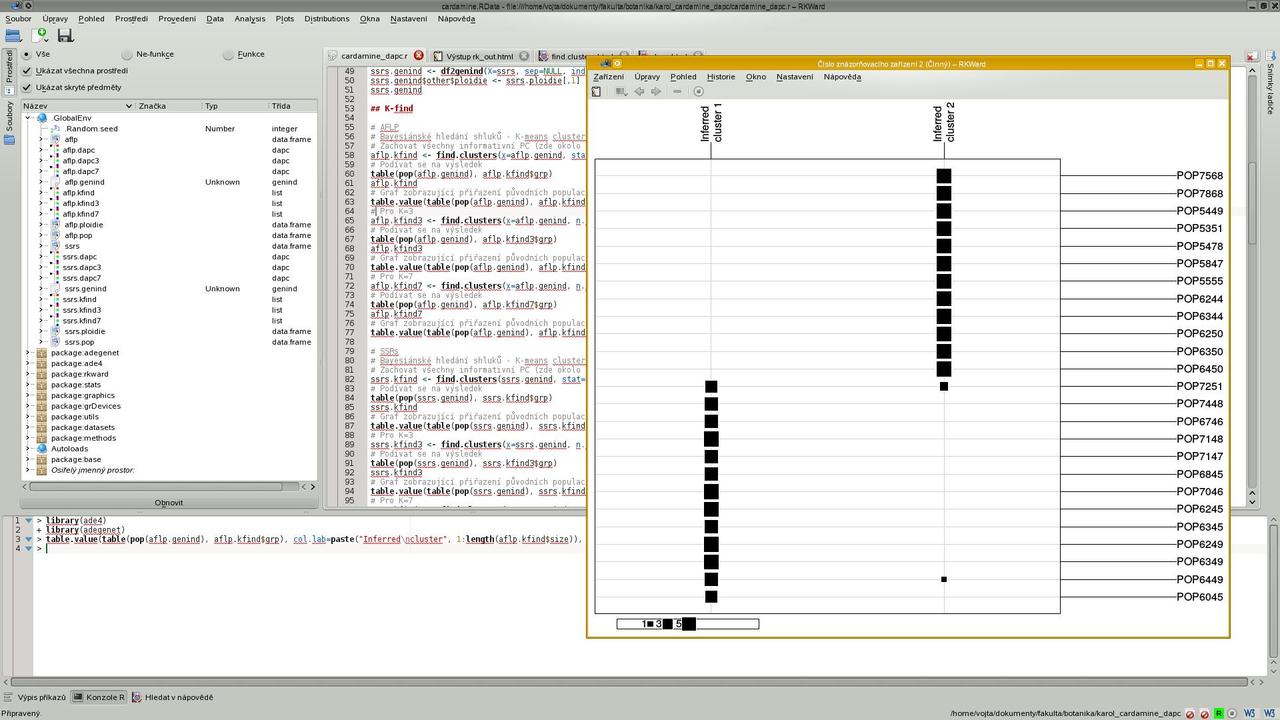 cardamine.RData - file:///home/vojta/dokumenty/fakulta/botanika/karol_cardamine_dapc/cardamine_dapc.r – RKWard
Soubor Úpravy Pohled Prostředí Provedení Data Analysis Plots Distributions Okna Nastavení Nápověda
Prostředí
Soubory
Vše Ne-funkce Funkce
Ukázat všechna prostředí
Ukázat skryté předměty
Název Značka Typ Třída
.GlobalEnv
.Random.seed Number integer
aflp data.frame
aflp.dapc dapc
aflp.dapc3 dapc
aflp.dapc7 dapc
aflp.genind Unknown genind
aflp.kfind list
aflp.kfind3 list
aflp.kfind7 list
aflp.ploidie data.frame
aflp.pop data.frame
ssrs data.frame
ssrs.dapc dapc
ssrs.dapc3 dapc
ssrs.dapc7 dapc
ssrs.genind Unknown genind
ssrs.kfind list
ssrs.kfind3 list
ssrs.kfind7 list
ssrs.ploidie data.frame
ssrs.pop data.frame
package:adegenet
package:ade4
package:rkward
package:stats
package:graphics
package:grDevices
package:utils
package:datasets
package:methods
Autoloads
package:base
Osiřelý jmenný prostor:
Obnovit
cardamine_dapc.r Výstup rk_out.html find.cluste
49 ssrs.genind <- df2genind(X=ssrs, sep=NULL, ind
50 ssrs.genind$other$ploidie <- ssrs.ploidie[,1]
51 ssrs.genind
52
53 ## K-find
54
55 # AFLP
56 # Bayesiánské hledání shluků - K-means cluster
57 # Zachovat všechny informativní PC (zde okolo
58 aflp.kfind <- find.clusters(x=aflp.genind, stat
59 # Podívat se na výsledek
60 table(pop(aflp.genind), aflp.kfind$grp)
61 aflp.kfind
62 # Graf zobrazující přiřazení původních populac
63 table.value(table(pop(aflp.genind), aflp.kfind
64 # Pro K=3
65 aflp.kfind3 <- find.clusters(x=aflp.genind, n.
66 # Podívat se na výsledek
67 table(pop(aflp.genind), aflp.kfind3$grp)
68 aflp.kfind3
69 # Graf zobrazující přiřazení původních populac
70 table.value(table(pop(aflp.genind), aflp.kfind
71 # Pro K=7
72 aflp.kfind7 <- find.clusters(x=aflp.genind, n.
73 # Podívat se na výsledek
74 table(pop(aflp.genind), aflp.kfind7$grp)
75 aflp.kfind7
76 # Graf zobrazující přiřazení původních populac
77 table.value(table(pop(aflp.genind), aflp.kfind
78
79 # SSRs
80 # Bayesiánské hledání shluků - K-means cluster
81 # Zachovat všechny informativní PC (zde okolo
82 ssrs.kfind <- find.clusters(ssrs.genind, stat=
83 # Podívat se na výsledek
84 table(pop(ssrs.genind), ssrs.kfind$grp)
85 ssrs.kfind
86 # Graf zobrazující přiřazení původních populac
87 table.value(table(pop(ssrs.genind), ssrs.kfind
88 # Pro K=3
89 ssrs.kfind3 <- find.clusters(x=ssrs.genind, n.
90 # Podívat se na výsledek
91 table(pop(ssrs.genind), ssrs.kfind3$grp)
92 ssrs.kfind3
93 # Graf zobrazující přiřazení původních populac
94 table.value(table(pop(ssrs.genind), ssrs.kfind
95 # Pro K=7
Číslo znázorňovacího zařízení 2 (Činný) – RKWard
Zařízení Úpravy Pohled Historie Okno Nastavení Nápověda
Inferred
cluster 1
Inferred
cluster 2
POP7568
POP7868
POP5449
POP5351
POP5478
POP5847
POP5555
POP6244
POP6344
POP6250
POP6350
POP6450
POP7251
POP7448
POP6746
POP7148
POP7147
POP6845
POP7046
POP6245
POP6345
POP6249
POP6349
POP6449
POP6045
1 3 5
Snímky ladiče
1 > library(ade4)
2 + library(adegenet)
3 > table.value(table(pop(aflp.genind), aflp.kfind$grp), col.lab=paste("Inferred\ncluster", 1:length(aflp.kfind$size)),
4 >
Výpis příkazů Konzole R Hledat v nápovědě
Připravený. /home/vojta/dokumenty/fakulta/botanika/karol_cardamine_dapc R